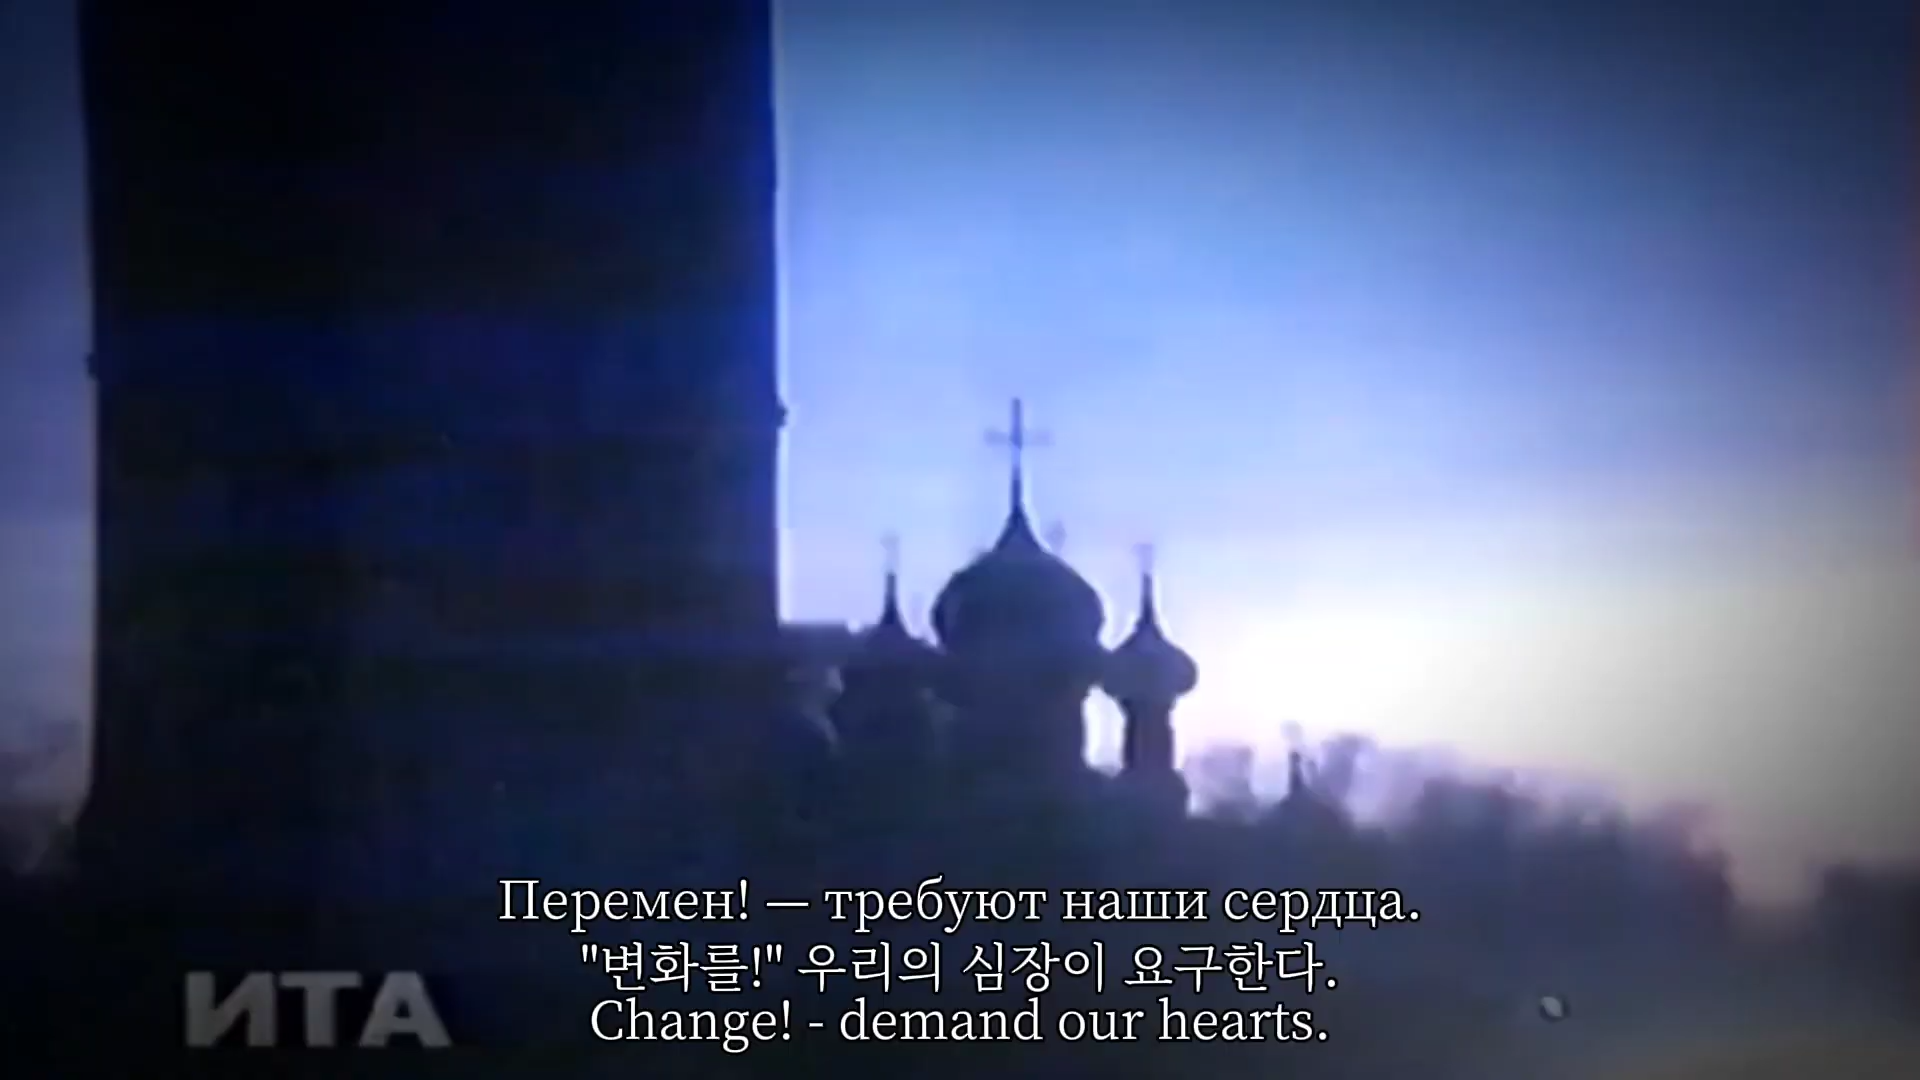 Перемен! — требуют наши сердца.
"변화를!" 우리의 심장이 요구한다.
Change! - demand our hearts.
ИТА